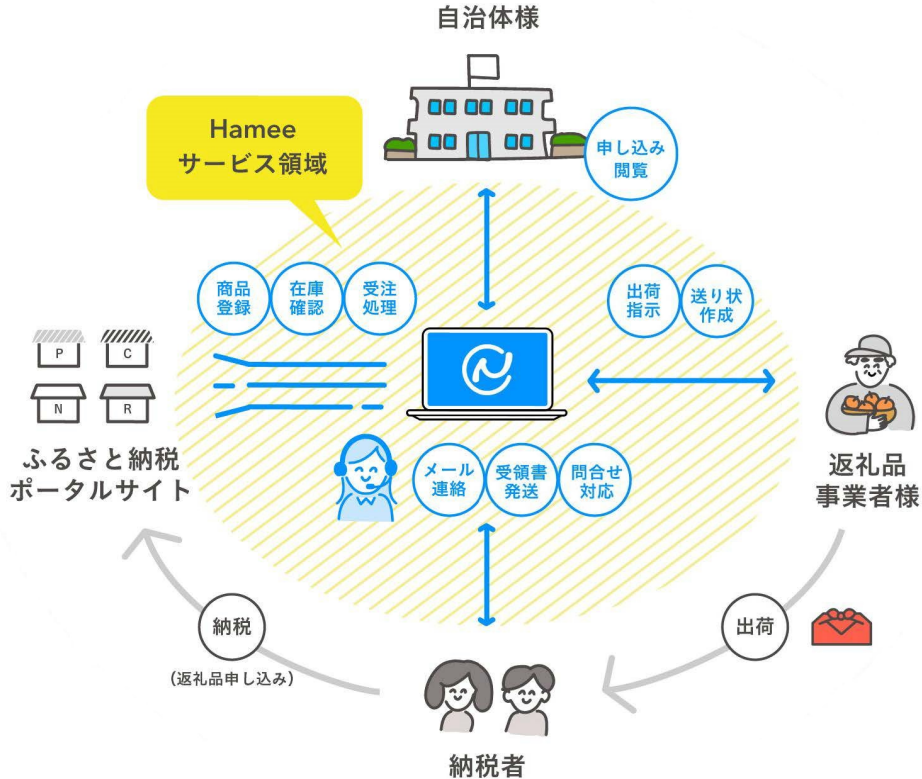 自治体様
Hamee
サービス領域
申し込み
閲覧
商品
登録
在庫
確認
受注
処理
出荷
指示
送り状
作成
P
C
N
R
ふるさと納税
ポータルサイト
メール
連絡
受領書
発送
問合せ
対応
返礼品
事業者様
納税
(返礼品申し込み)
出荷
納税者